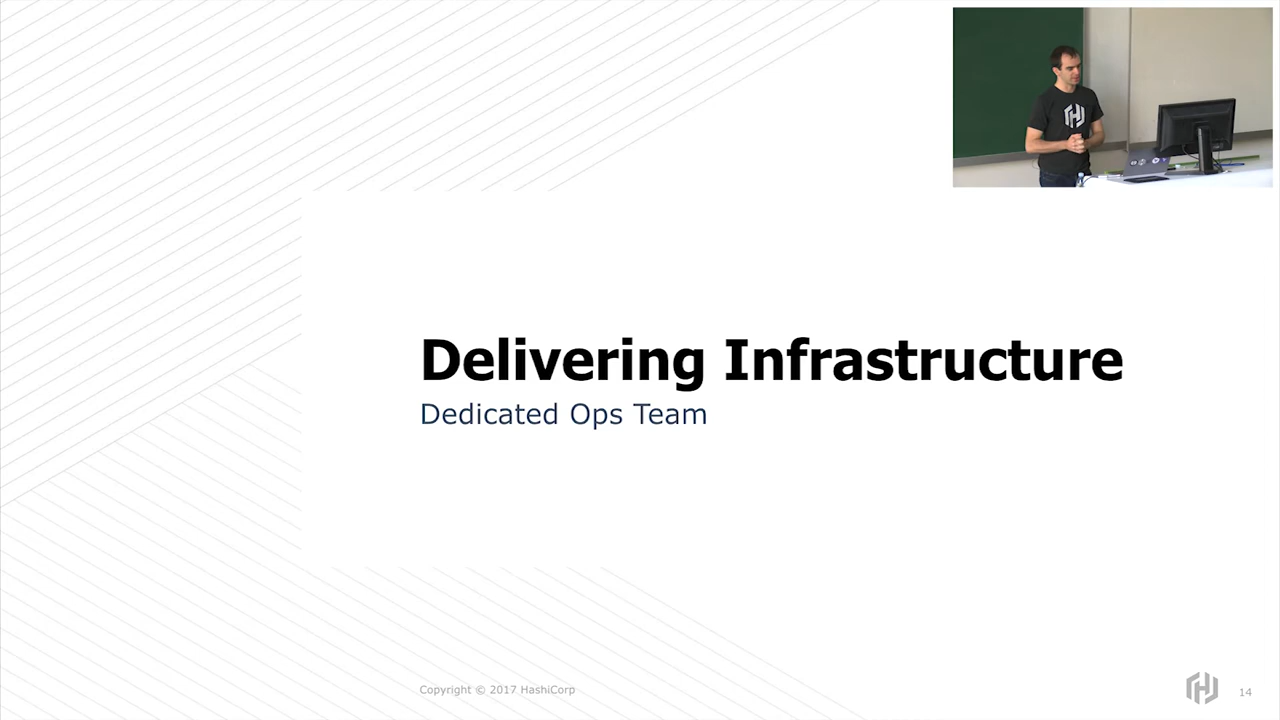 Delivering Infrastructure
Dedicated Ops Team
Copyright © 2017 HashiCorp
14